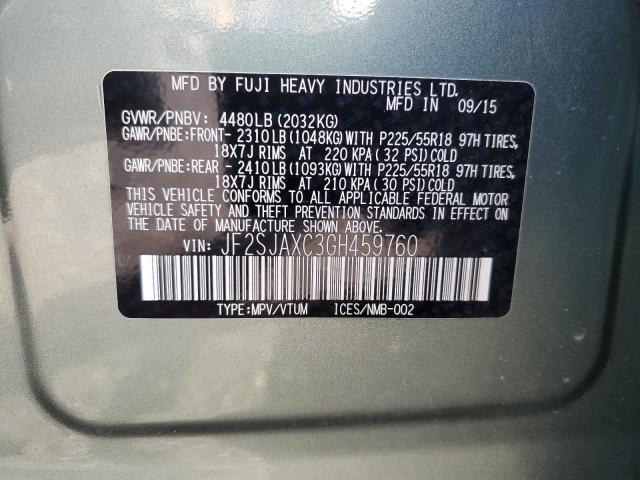 MFD BY FUJI HEAVY INDUSTRIES LTD.
MFD IN 09/15
GVWR/PNBV: 4480LB (2032KG)
GAWR/PNBE:FRONT- 2310LB (1048KG) WITH P225/55R18 97H TIRES,
18X7J RIMS AT 220 KPA (32 PSI) COLD
GAWR/PNBE:REAR - 2410LB (1093KG) WITH P225/55R18 97H TIRES,
18X7J RIMS AT 210 KPA (30 PSI) COLD
THIS VEHICLE CONFORMS TO ALL APPLICABLE FEDERAL MOTOR
VEHICLE SAFETY AND THEFT PREVENTION STANDARDS IN EFFECT ON
THE DATE OF MANUFACTURE SHOWN ABOVE.
VIN: JF2SJAXC3GH459760
TYPE:MPV/VTUM ICES/NMB-002